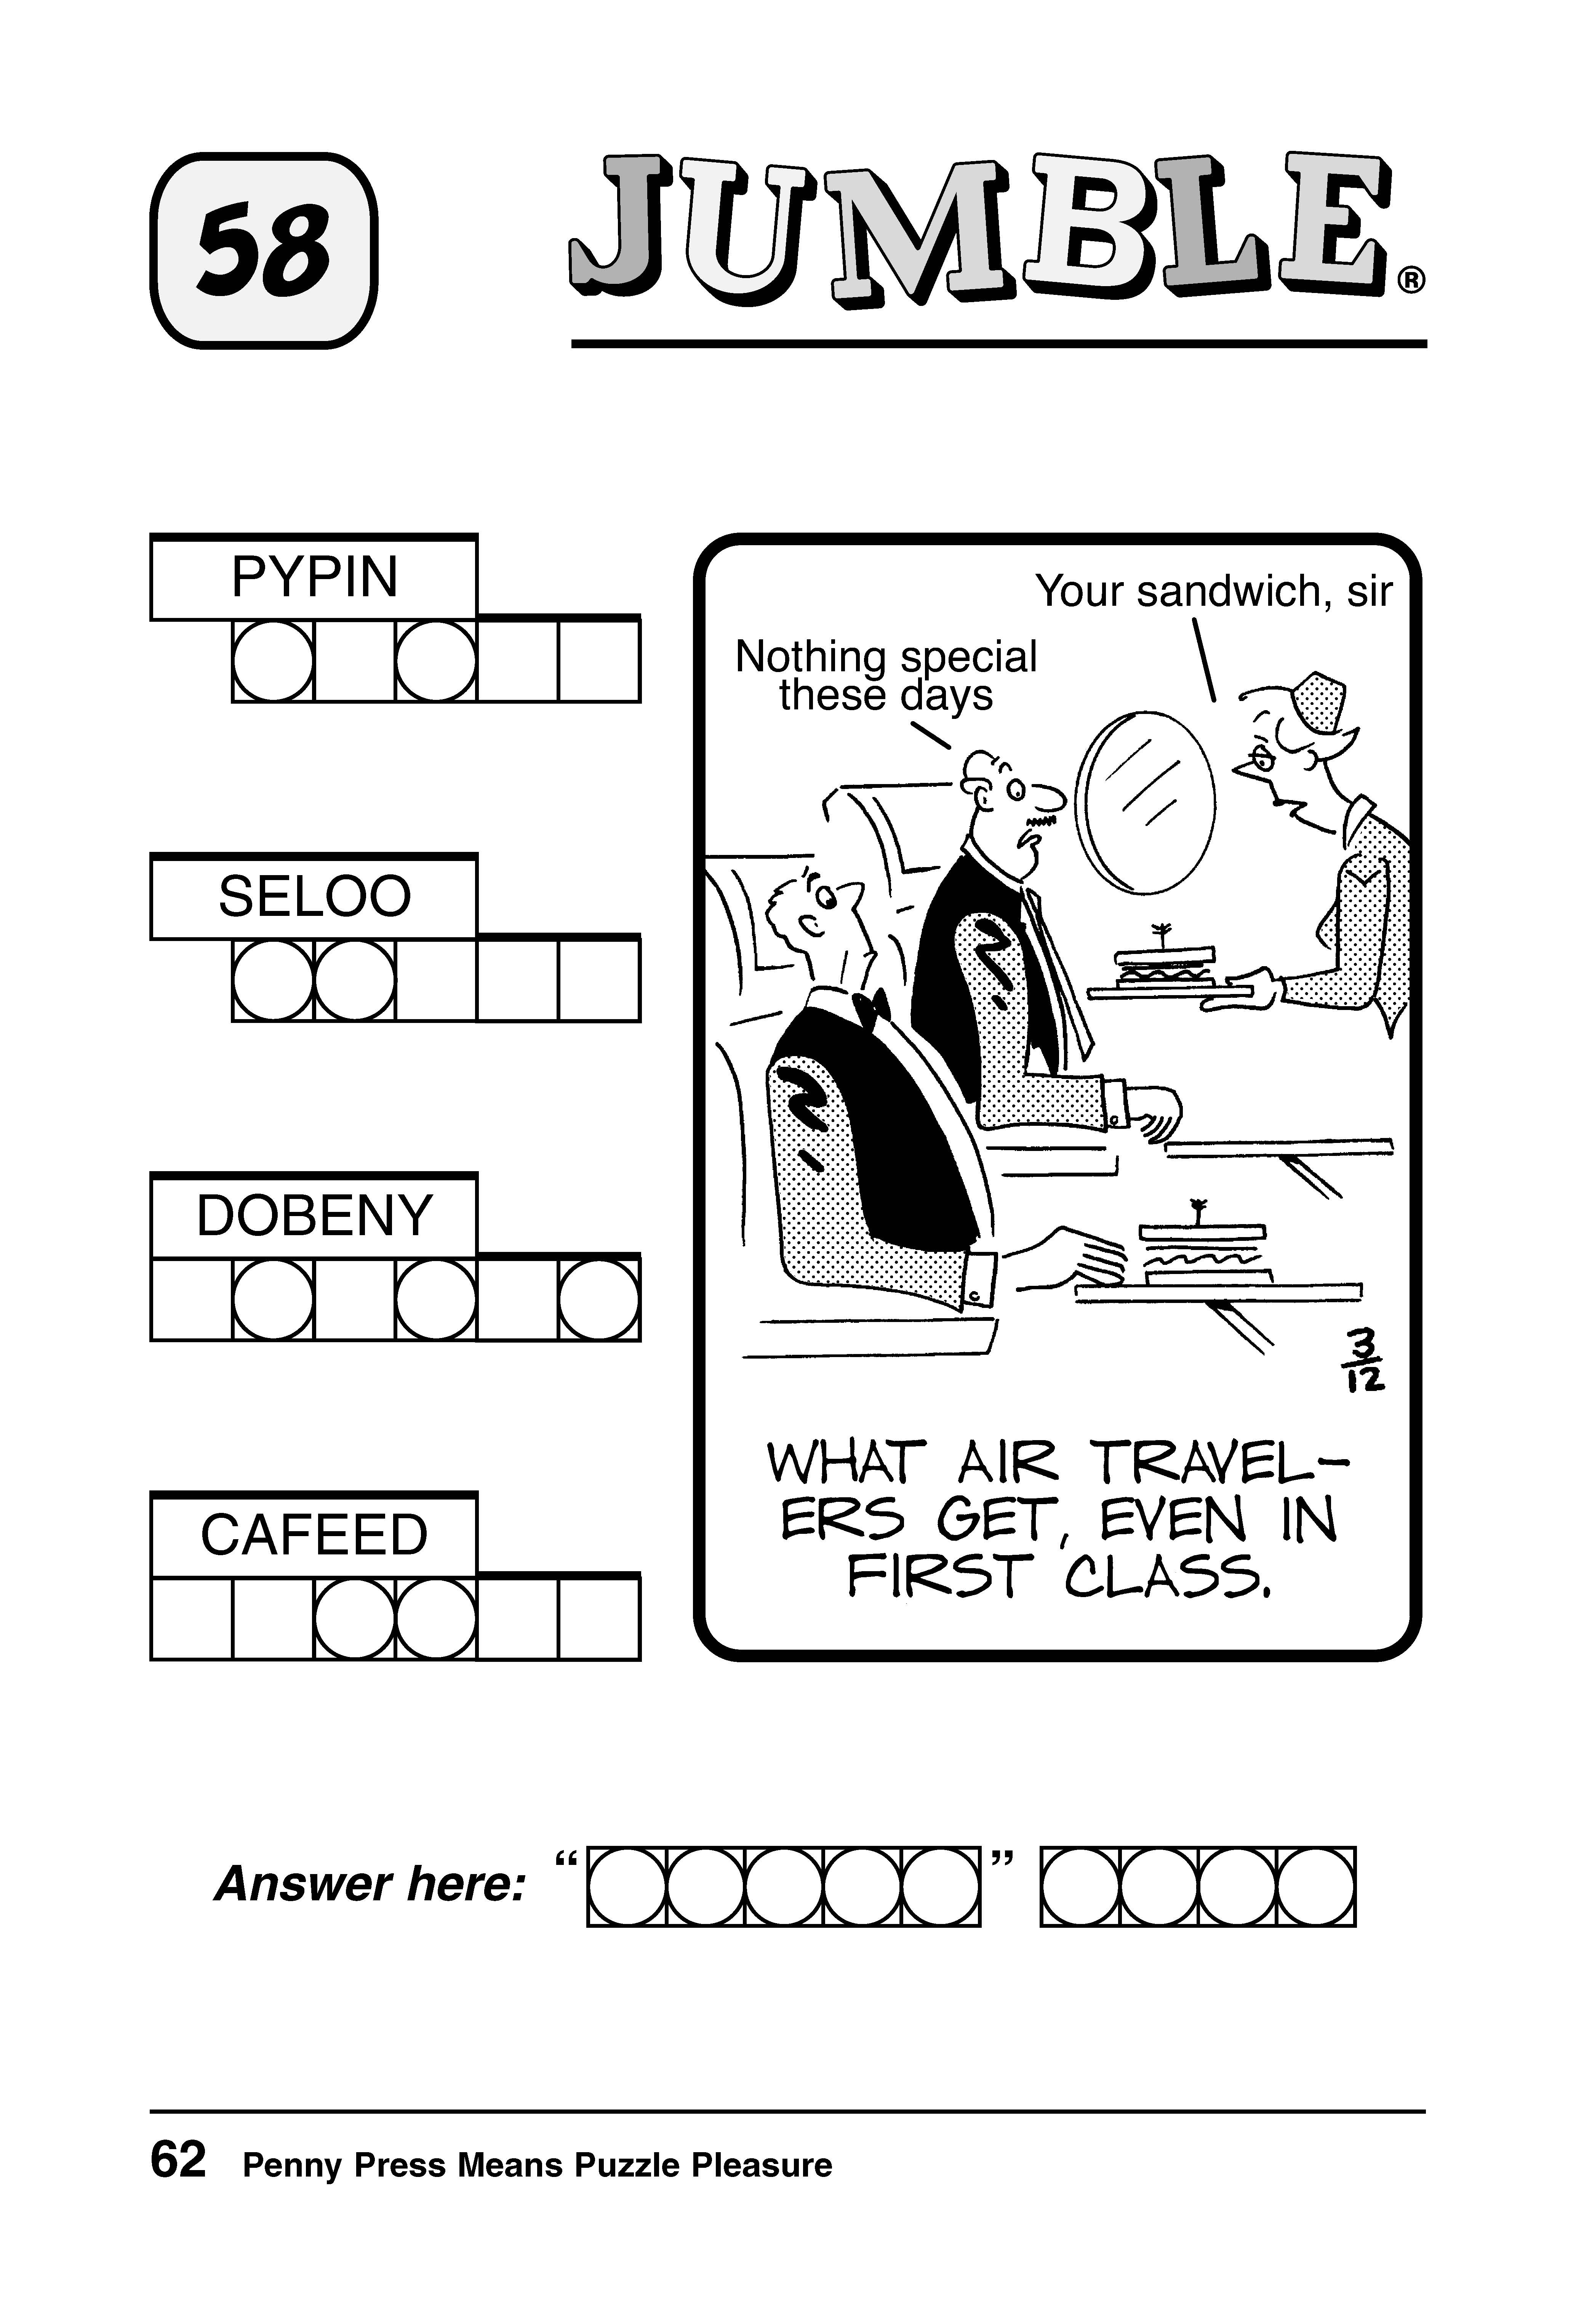 58
JUMBLE®
PYPIN
SELOO
DOBENY
CAFEED
Your sandwich, sir
Nothing special
these days
3/12
WHAT AIR TRAVEL-
ERS GET, EVEN IN
FIRST CLASS.
Answer here: “ ”
62 Penny Press Means Puzzle Pleasure